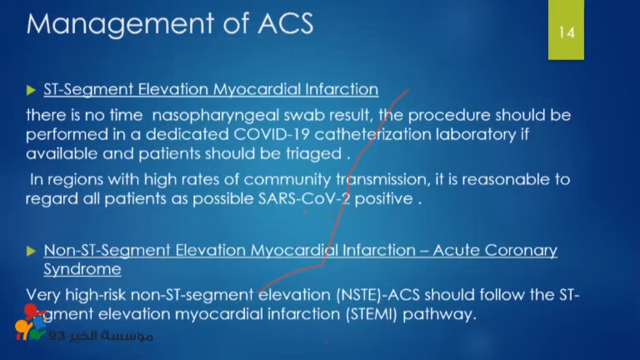 Management of ACS
14
ST-Segment Elevation Myocardial Infarction
there is no time nasopharyngeal swab result, the procedure should be
performed in a dedicated COVID-19 catheterization laboratory if
available and patients should be triaged .
In regions with high rates of community transmission, it is reasonable to
regard all patients as possible SARS-CoV-2 positive .
Non-ST-Segment Elevation Myocardial Infarction – Acute Coronary
Syndrome
Very high-risk non-ST-segment elevation (NSTE)-ACS should follow the ST-
segment elevation myocardial infarction (STEMI) pathway.
مؤسسة الخير 93